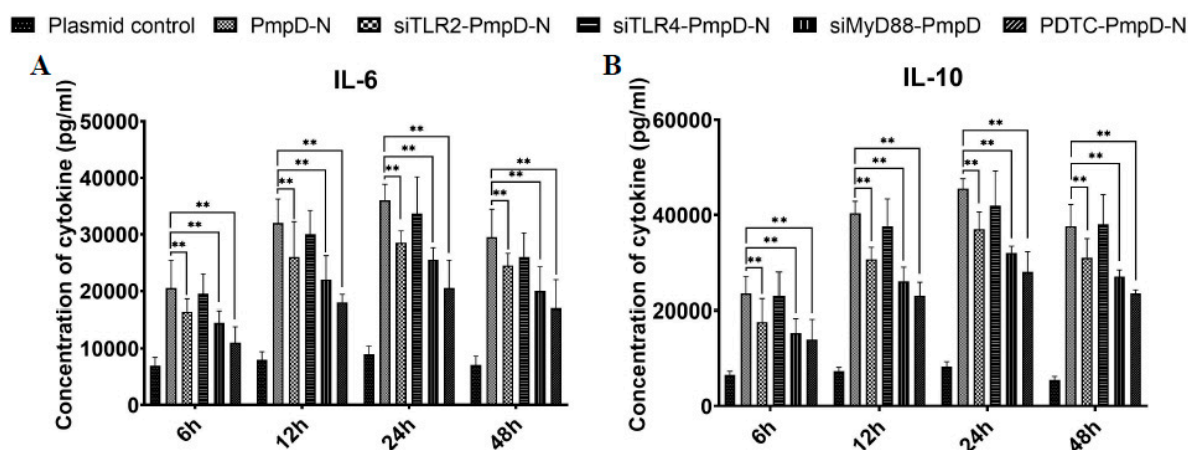 Plasmid control PmpD-N siTLR2-PmpD-N siTLR4-PmpD-N siMyD88-PmpD PDTC-PmpD-N
A
IL-6
Concentration of cytokine (pg/ml)
50000
40000
30000
20000
10000
0
** ** **
** ** **
** ** **
** ** **
6h 12h 24h 48h
B
IL-10
Concentration of cytokine (pg/ml)
60000
40000
20000
0
** ** **
** ** **
** ** **
** ** **
6h 12h 24h 48h